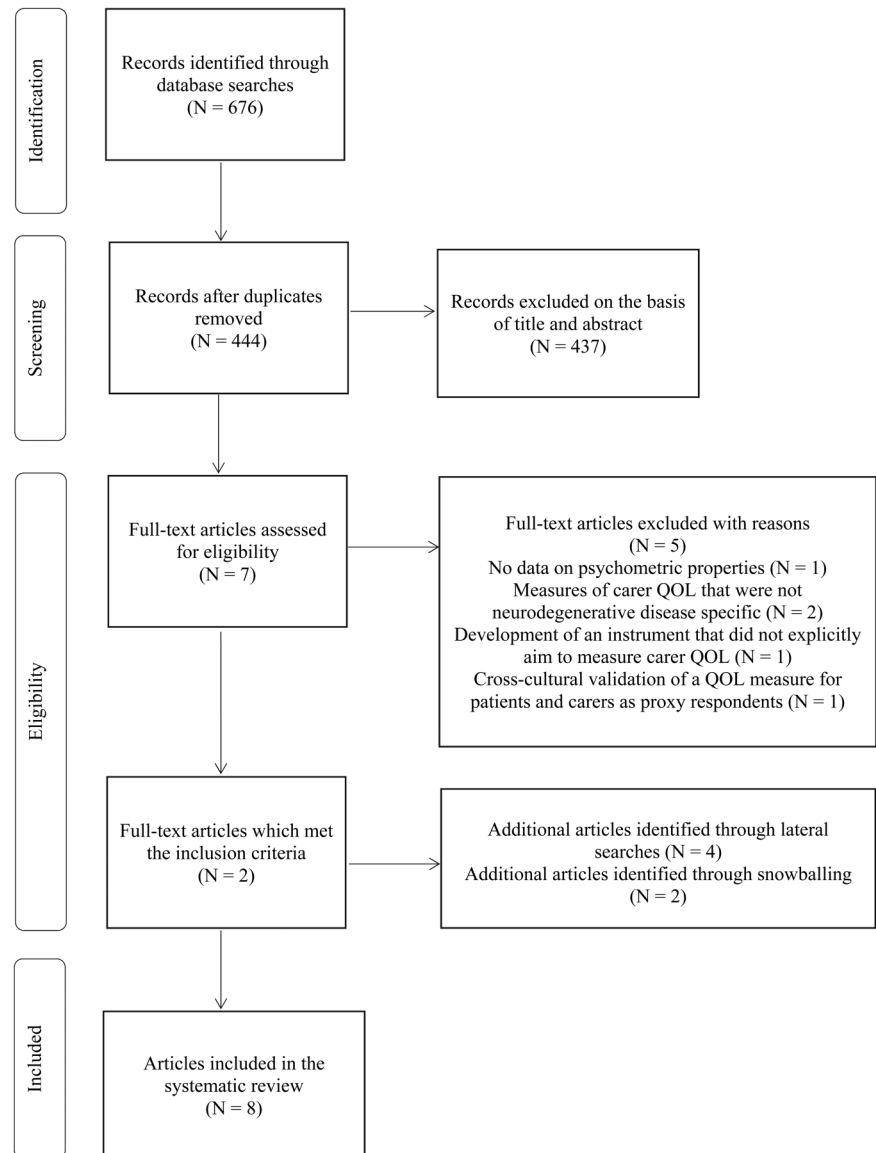 Identification
Records identified through
database searches
(N = 676)
Screening
Records after duplicates
removed
(N = 444)
Records excluded on the basis
of title and abstract
(N = 437)
Eligibility
Full-text articles assessed
for eligibility
(N = 7)
Full-text articles excluded with reasons
(N = 5)
No data on psychometric properties (N = 1)
Measures of carer QOL that were not
neurodegenerative disease specific (N = 2)
Development of an instrument that did not explicitly
aim to measure carer QOL (N = 1)
Cross-cultural validation of a QOL measure for
patients and carers as proxy respondents (N = 1)
Full-text articles which met
the inclusion criteria
(N = 2)
Additional articles identified through lateral
searches (N = 4)
Additional articles identified through snowballing
(N = 2)
Included
Articles included in the
systematic review
(N = 8)